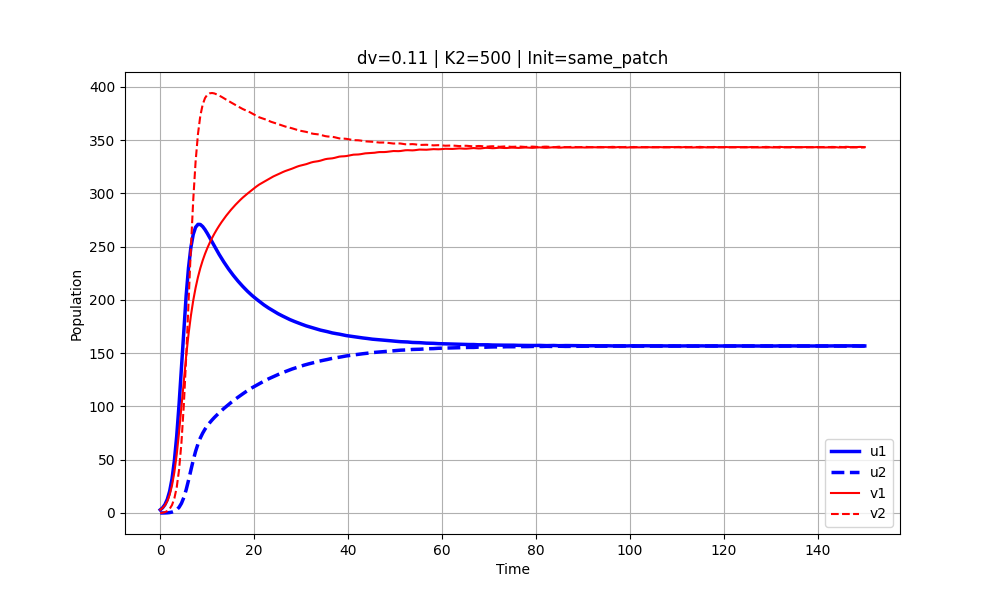 dv=0.11 | K2=500 | Init=same_patch
400
350
300
250
200
150
100
50
0
Population
0 20 40 60 80 100 120 140
Time
u1
u2
v1
v2